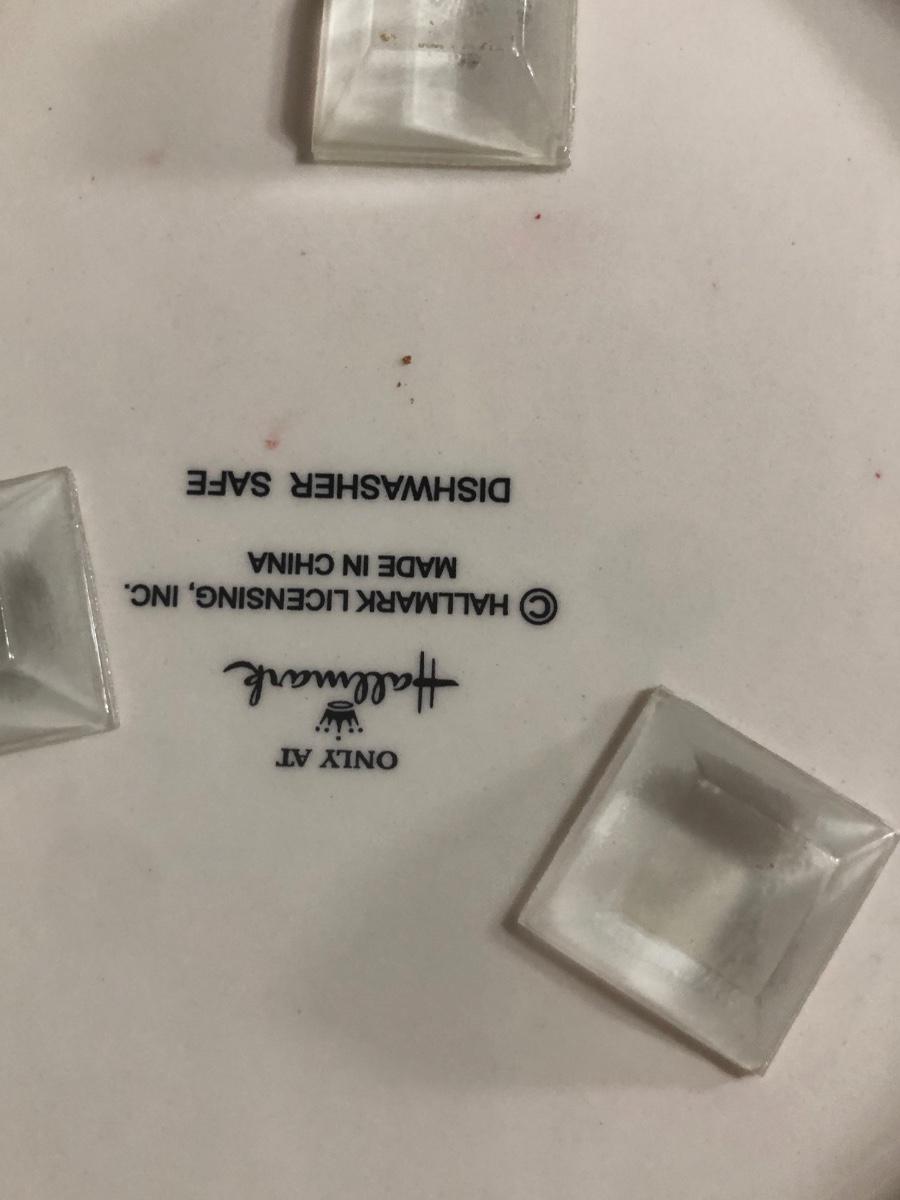 ONLY AT
Hallmark
© HALLMARK LICENSING, INC.
MADE IN CHINA
DISHWASHER SAFE